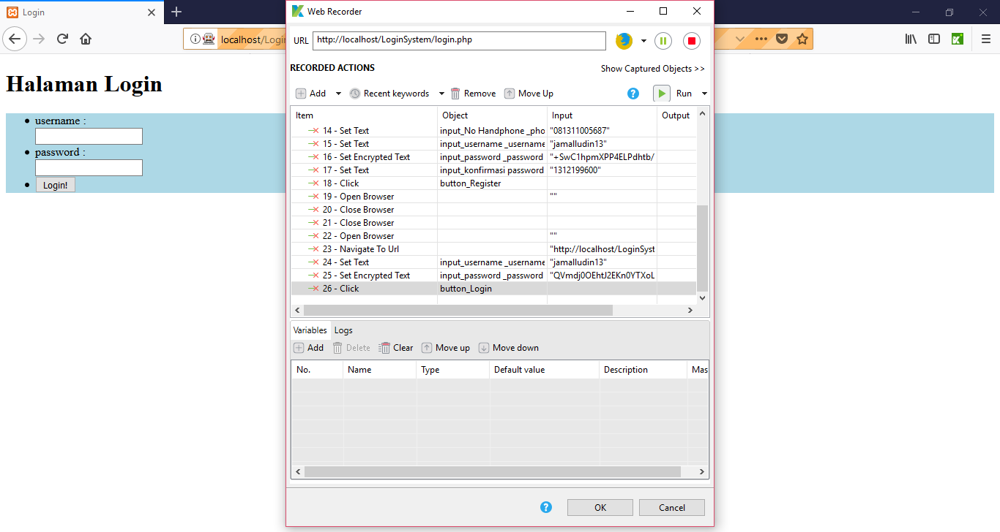 Login
localhost/Login
Halaman Login
username :
password :
Login!
Web Recorder
URL http://localhost/LoginSystem/login.php
RECORDED ACTIONS Show Captured Objects >>
Add Recent keywords Remove Move Up Run
Item Object Input Output
14 - Set Text input_No Handphone _pho "081311005687"
15 - Set Text input_username _username "jamalludin13"
16 - Set Encrypted Text input_password _password "+SwC1hpmXPP4ELPdhtb/
17 - Set Text input_konfirmasi password "1312199600"
18 - Click button_Register
19 - Open Browser ""
20 - Close Browser
21 - Close Browser
22 - Open Browser ""
23 - Navigate To Url "http://localhost/LoginSyst
24 - Set Text input_username _username "jamalludin13"
25 - Set Encrypted Text input_password _password "QVmdj0OEhtJ2EKn0YTXoL
26 - Click button_Login
Variables Logs
Add Delete Clear Move up Move down
No. Name Type Default value Description Mas
OK Cancel